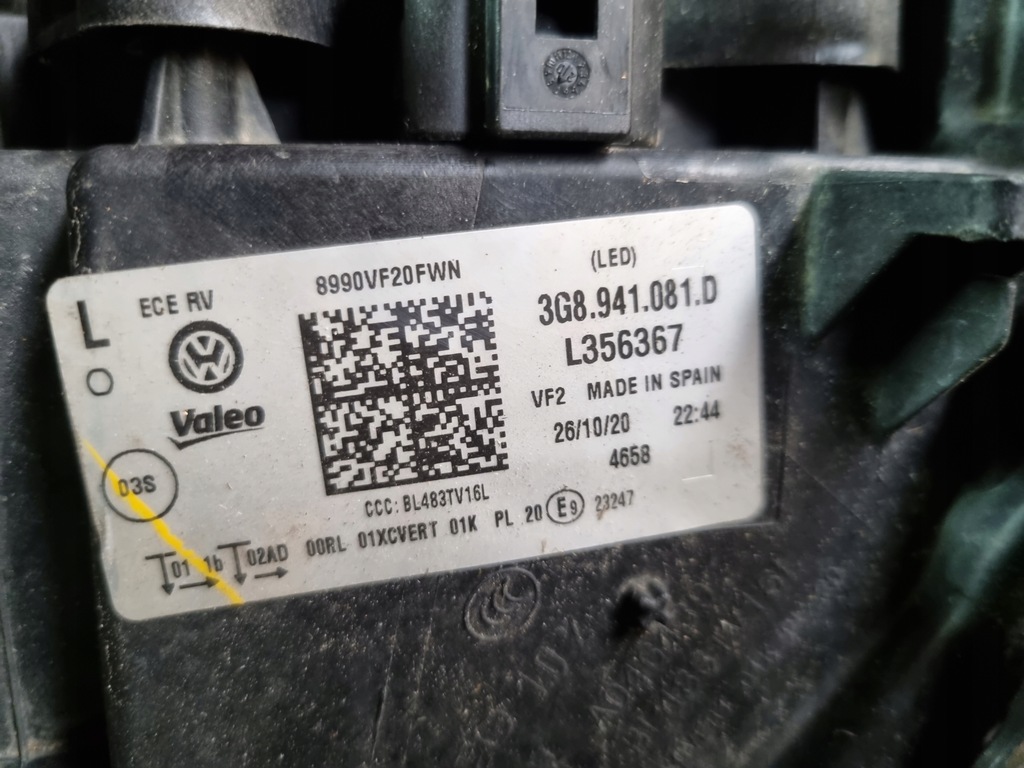 L
ECE RV
8990VF20FWN
(LED)
3G8.941.081.D
L356367
Valeo
VF2 MADE IN SPAIN
26/10/20 22:44
4658
03S
CCC: BL483TV16L
01 1b 02AD 00RL 01XCVERT 01K PL 20 E9 23247